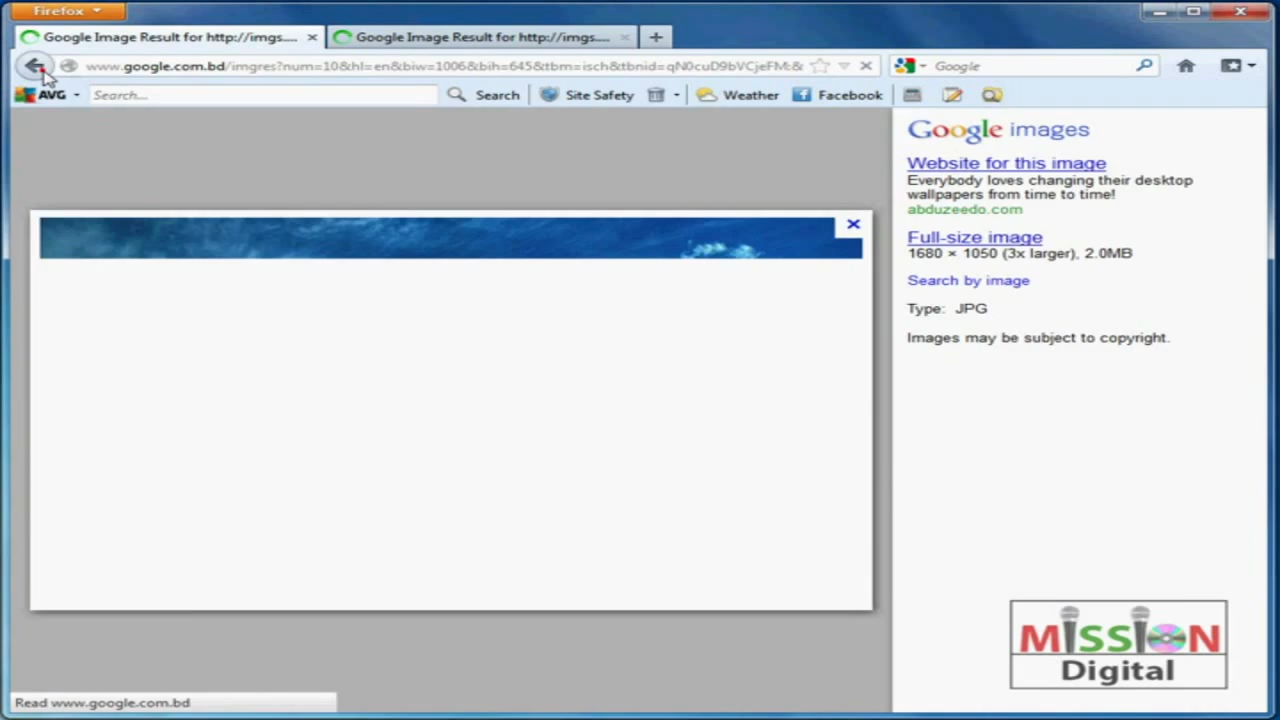 Firefox
Google Image Result for http://imgs....
Google Image Result for http://imgs....
www.google.com.bd/imgres?num=10&hl=en&biw=1006&bih=645&tbm=isch&tbnid=qN0cuD9bVCjeFM:&
Google
AVG
Search...
Search
Site Safety
Weather
Facebook
Google images
Website for this image
Everybody loves changing their desktop
wallpapers from time to time!
abduzeedo.com
Full-size image
1680 × 1050 (3x larger), 2.0MB
Search by image
Type: JPG
Images may be subject to copyright.
MISSION
Digital
Read www.google.com.bd